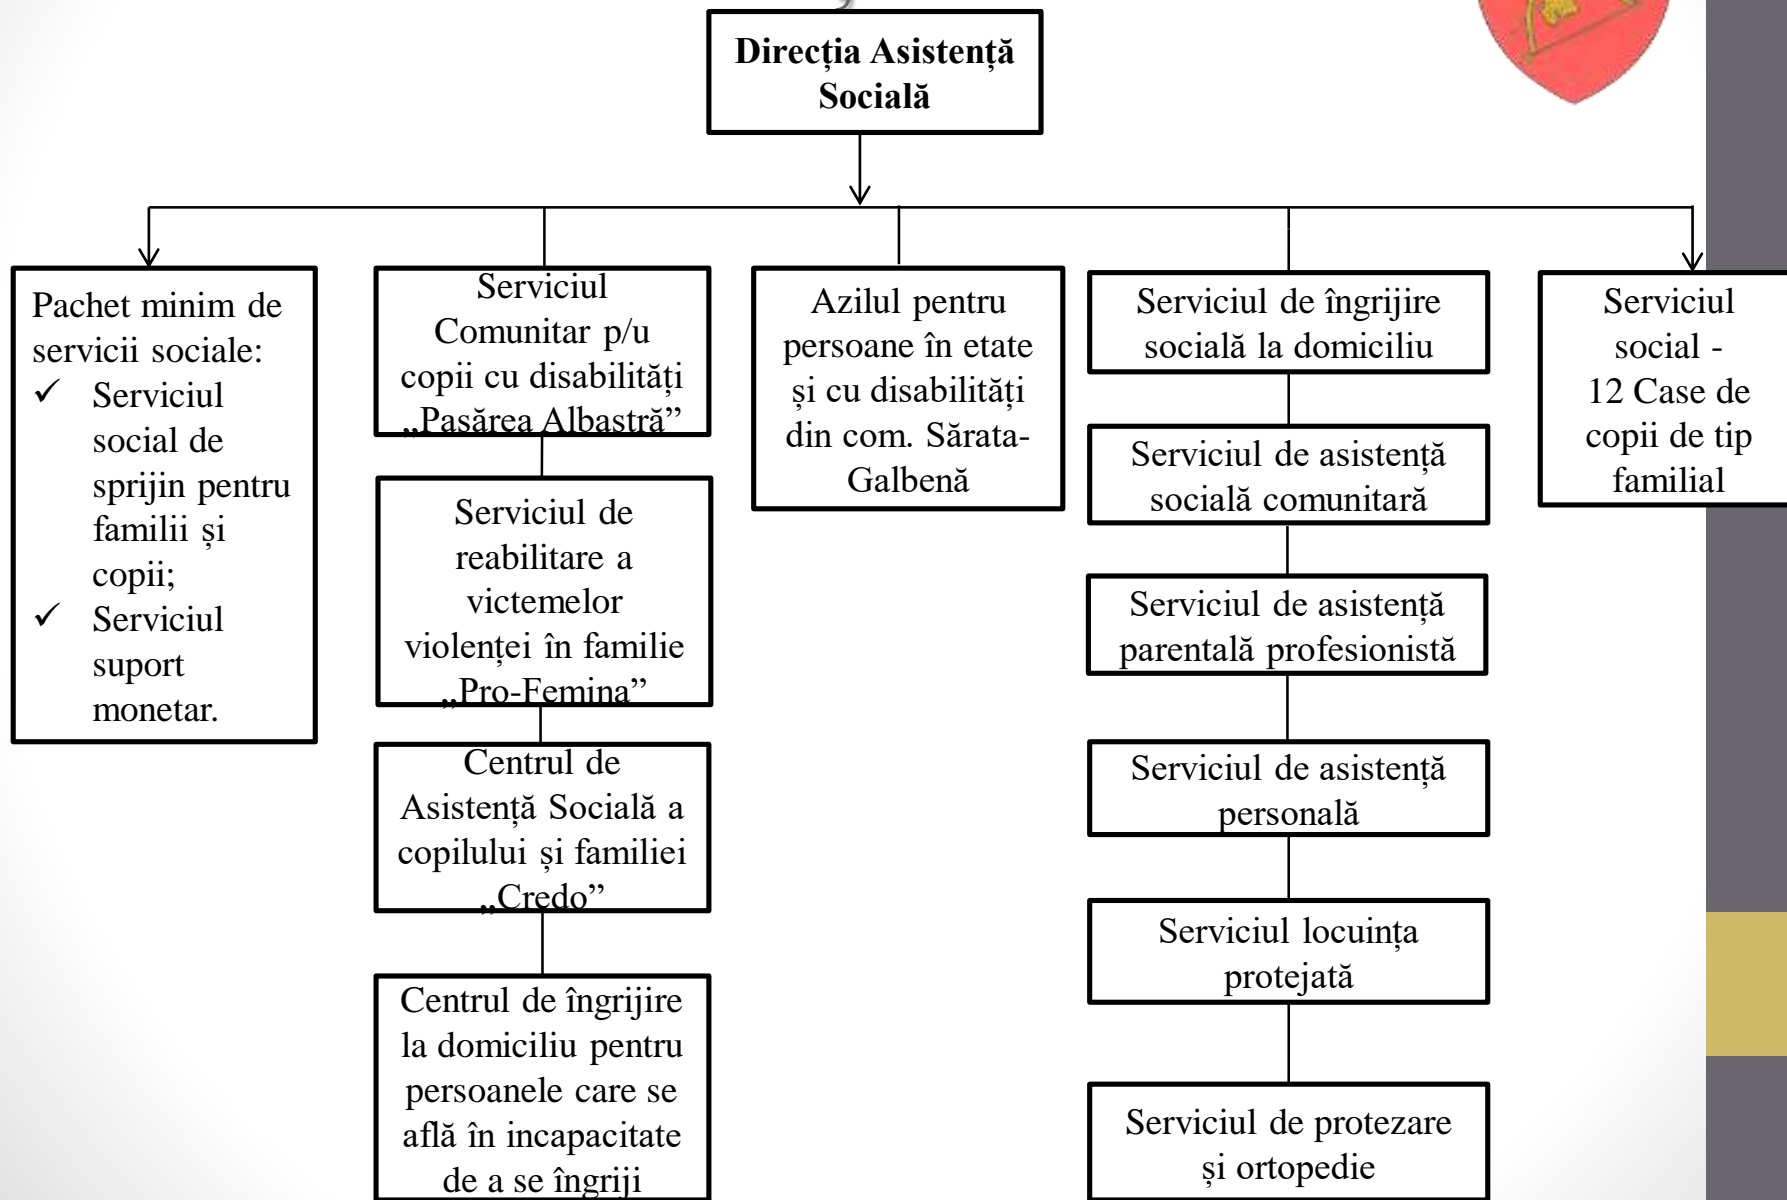 Direcția Asistență
Socială
Pachet minim de
servicii sociale:
✓ Serviciul
social de
sprijin pentru
familii și
copii;
✓ Serviciul
suport
monetar.
Serviciul
Comunitar p/u
copii cu disabilități
„Pasărea Albastră”
Serviciul de
reabilitare a
victemelor
violenței în familie
„Pro-Femina”
Centrul de
Asistență Socială a
copilului și familiei
„Credo”
Centrul de îngrijire
la domiciliu pentru
persoanele care se
află în incapacitate
de a se îngriji
Azilul pentru
persoane în etate
și cu disabilități
din com. Sărata-
Galbenă
Serviciul de îngrijire
socială la domiciliu
Serviciul de asistență
socială comunitară
Serviciul de asistență
parentală profesionistă
Serviciul de asistență
personală
Serviciul locuința
protejată
Serviciul de protezare
și ortopedie
Serviciul
social -
12 Case de
copii de tip
familial